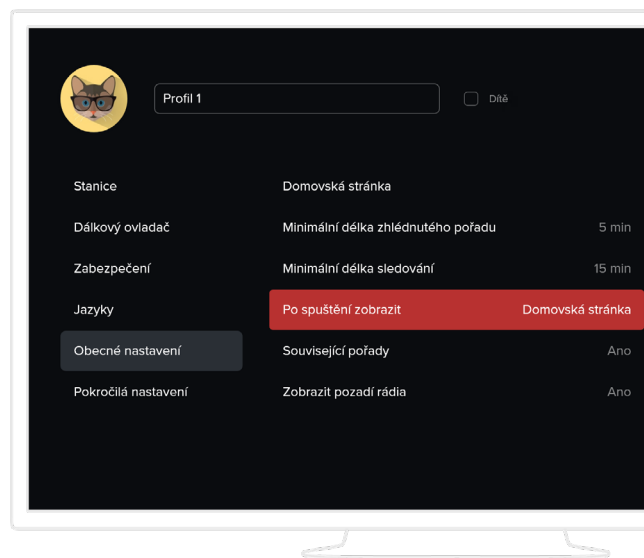 Profil 1
Dítě
Stanice
Dálkový ovladač
Zabezpečení
Jazyky
Obecné nastavení
Pokročilá nastavení
Domovská stránka
Minimální délka zhlédnutého pořadu 5 min
Minimální délka sledování 15 min
Po spuštění zobrazit Domovská stránka
Související pořady Ano
Zobrazit pozadí rádia Ano